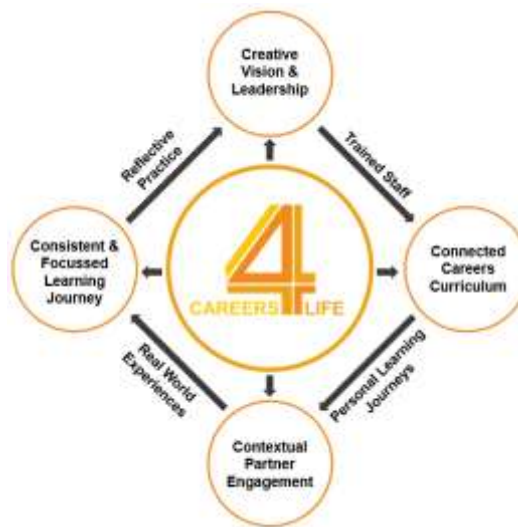 Creative
Vision &
Leadership
Reflective
Practice
Trained Staff
Consistent &
Focussed
Learning
Journey
4
CAREERS LIFE
Connected
Careers
Curriculum
Real World
Experiences
Personal Learning
Journeys
Contextual
Partner
Engagement